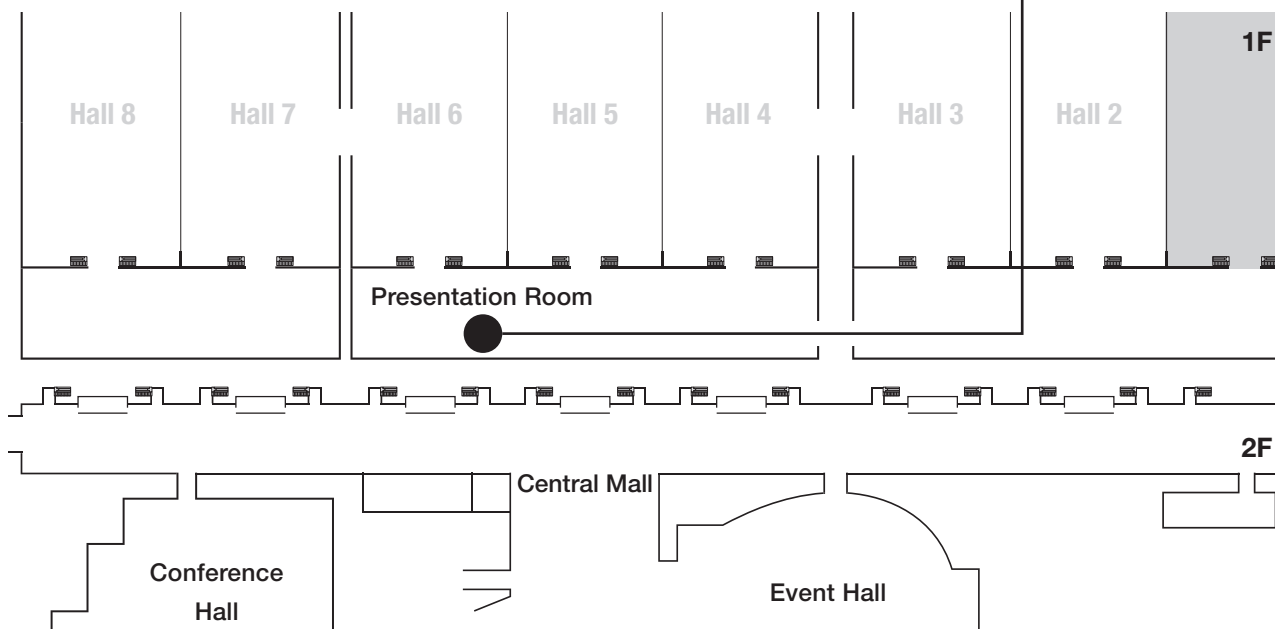 1F
Hall 8
Hall 7
Hall 6
Hall 5
Hall 4
Hall 3
Hall 2
Presentation Room
2F
Central Mall
Conference
Hall
Event Hall